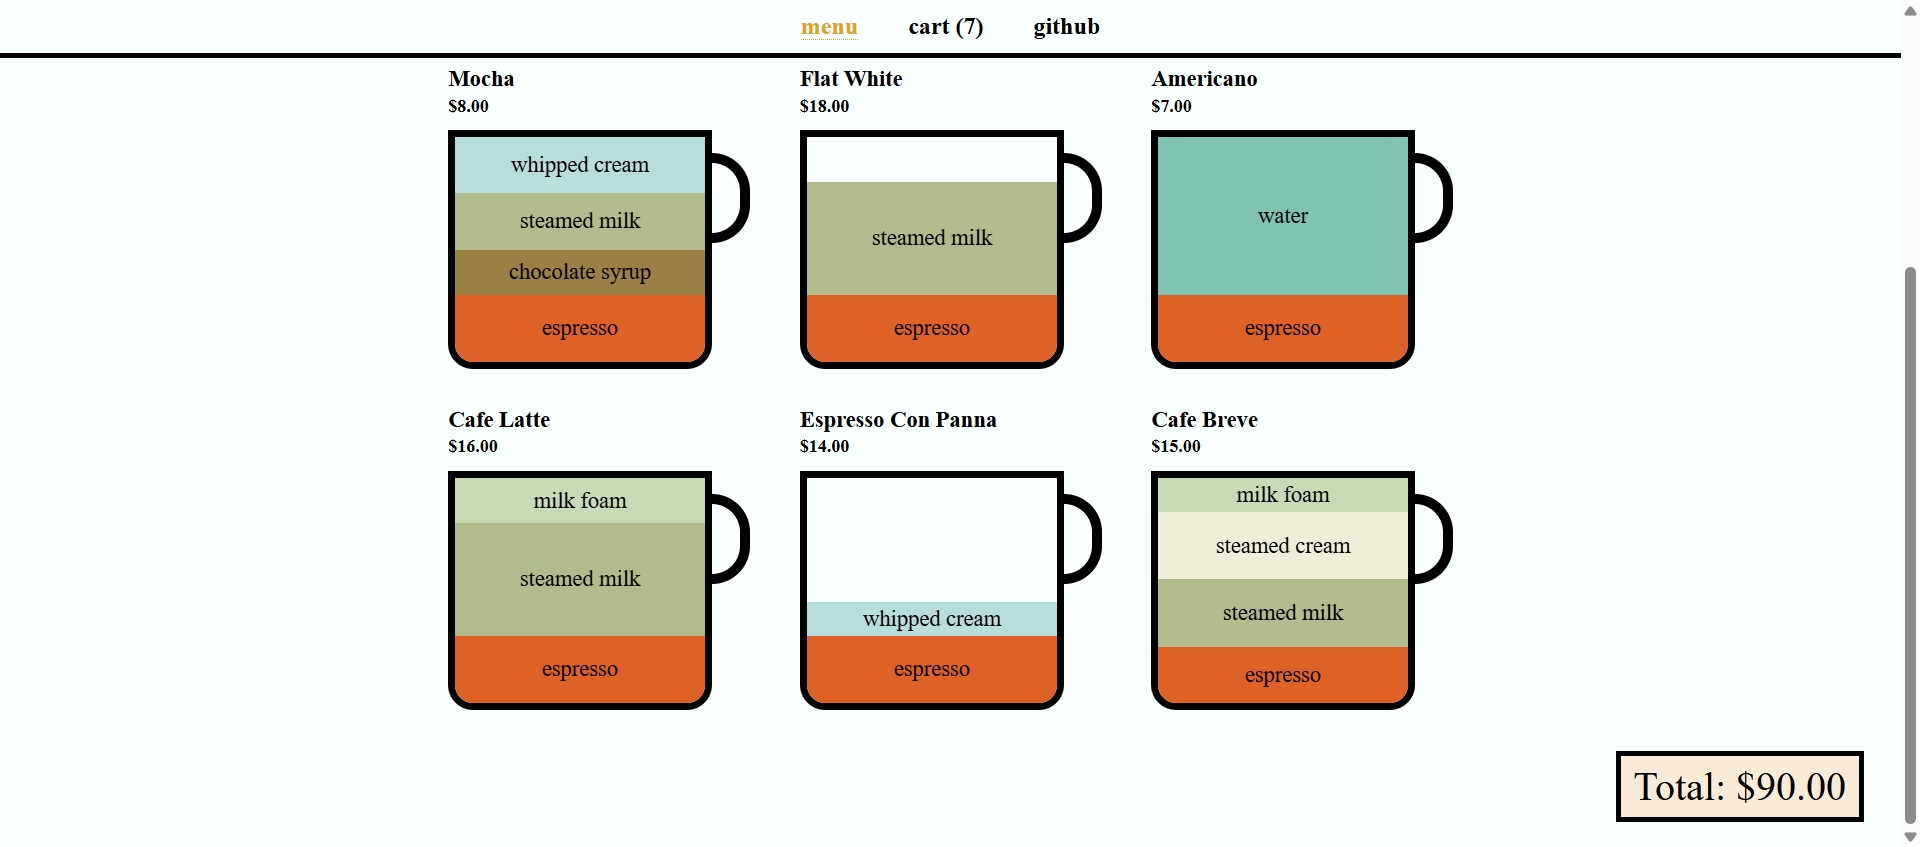 menu cart (7) github
Mocha
$8.00
whipped cream
steamed milk
chocolate syrup
espresso
Flat White
$18.00
steamed milk
espresso
Americano
$7.00
water
espresso
Cafe Latte
$16.00
milk foam
steamed milk
espresso
Espresso Con Panna
$14.00
whipped cream
espresso
Cafe Breve
$15.00
milk foam
steamed cream
steamed milk
espresso
Total: $90.00